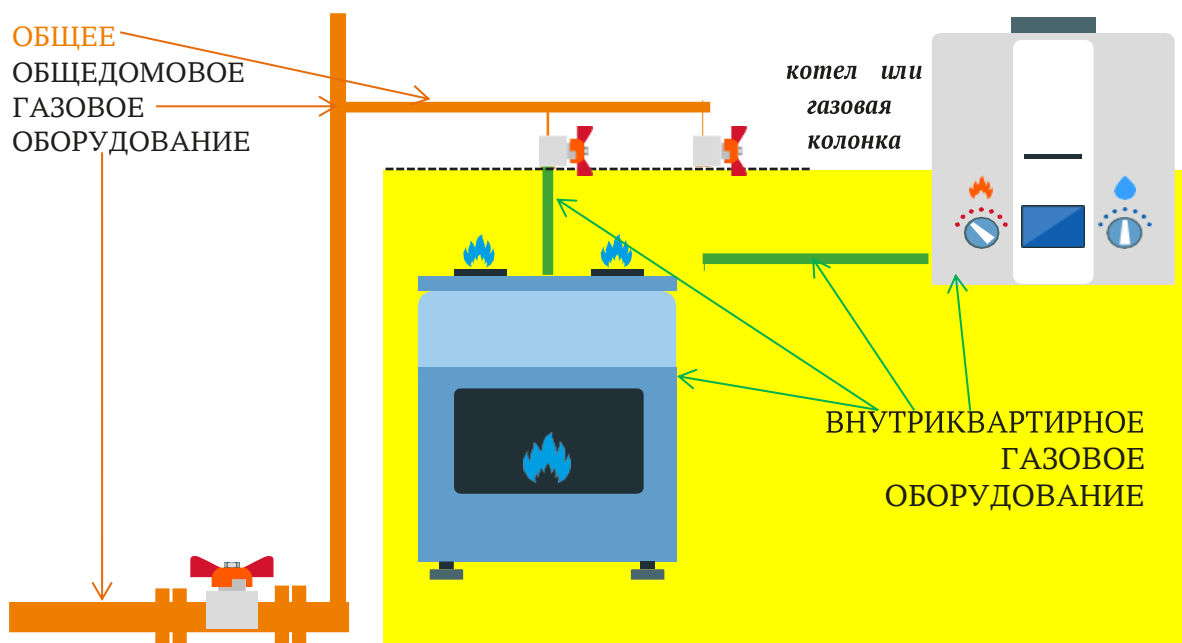 ОБЩЕЕ
ОБЩЕДОМОВОЕ
ГАЗОВОЕ
ОБОРУДОВАНИЕ
котел или
газовая
колонка
ВНУТРИКВАРТИРНОЕ
ГАЗОВОЕ
ОБОРУДОВАНИЕ